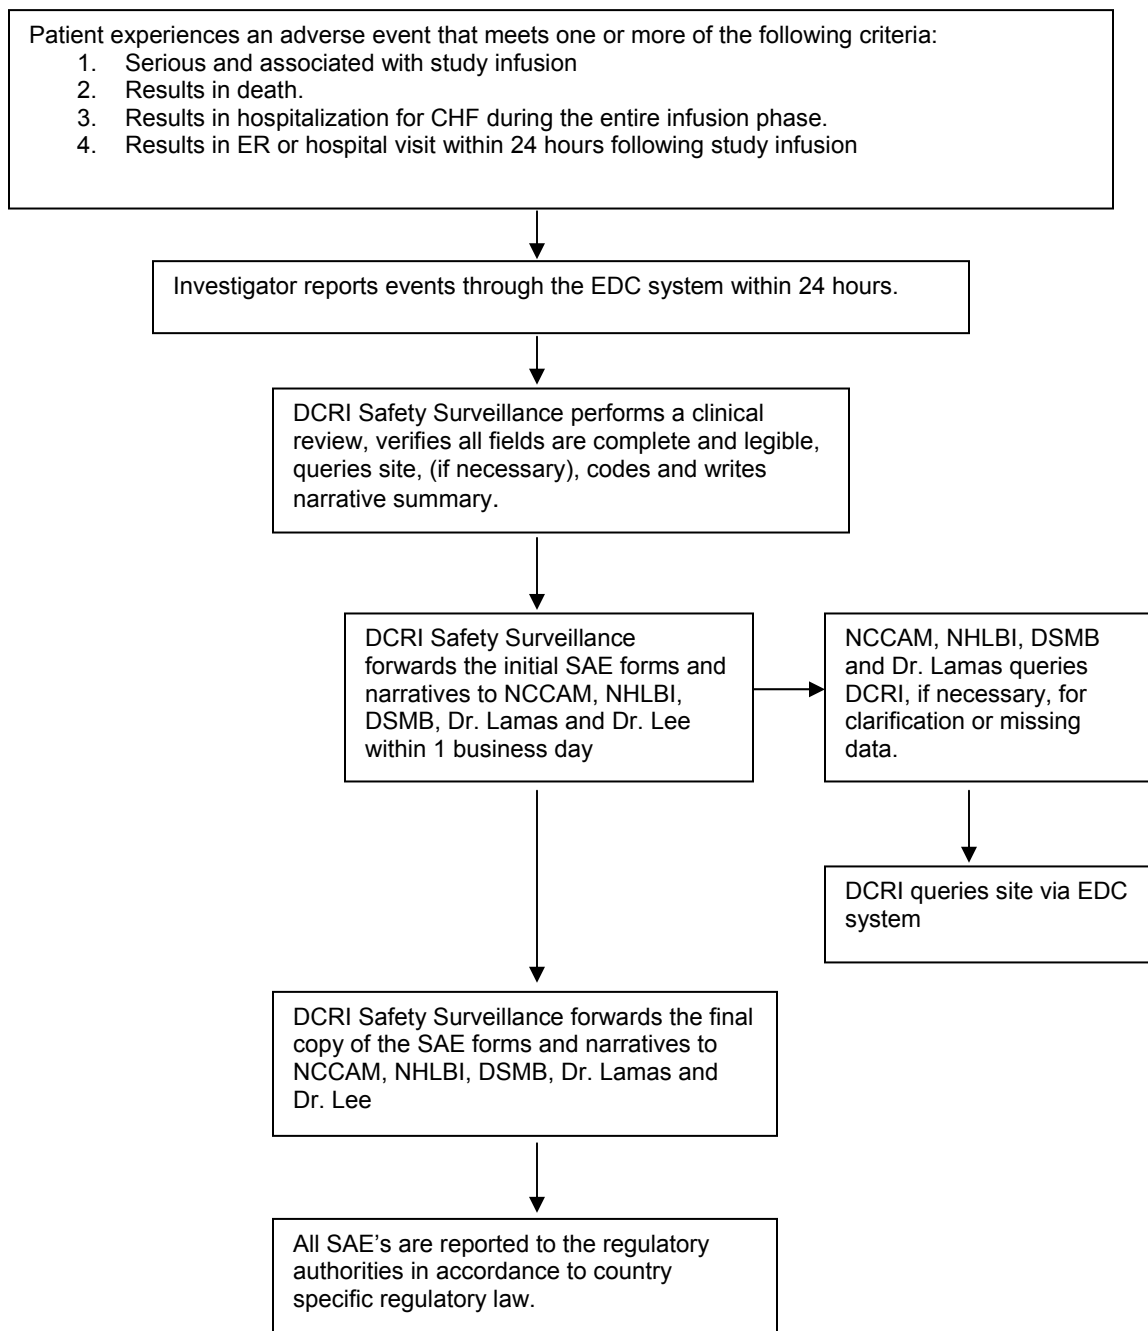 Patient experiences an adverse event that meets one or more of the following criteria:
1. Serious and associated with study infusion
2. Results in death.
3. Results in hospitalization for CHF during the entire infusion phase.
4. Results in ER or hospital visit within 24 hours following study infusion
Investigator reports events through the EDC system within 24 hours.
DCRI Safety Surveillance performs a clinical
review, verifies all fields are complete and legible,
queries site, (if necessary), codes and writes
narrative summary.
DCRI Safety Surveillance
forwards the initial SAE forms and
narratives to NCCAM, NHLBI,
DSMB, Dr. Lamas and Dr. Lee
within 1 business day
NCCAM, NHLBI, DSMB
and Dr. Lamas queries
DCRI, if necessary, for
clarification or missing
data.
DCRI queries site via EDC
system
DCRI Safety Surveillance forwards the final
copy of the SAE forms and narratives to
NCCAM, NHLBI, DSMB, Dr. Lamas and
Dr. Lee
All SAE’s are reported to the regulatory
authorities in accordance to country
specific regulatory law.